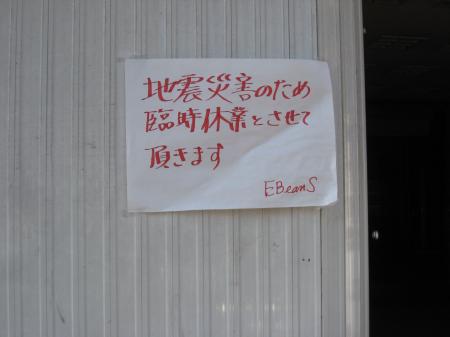 地震災害のため
臨時休業とさせて
頂きます
EBeanS